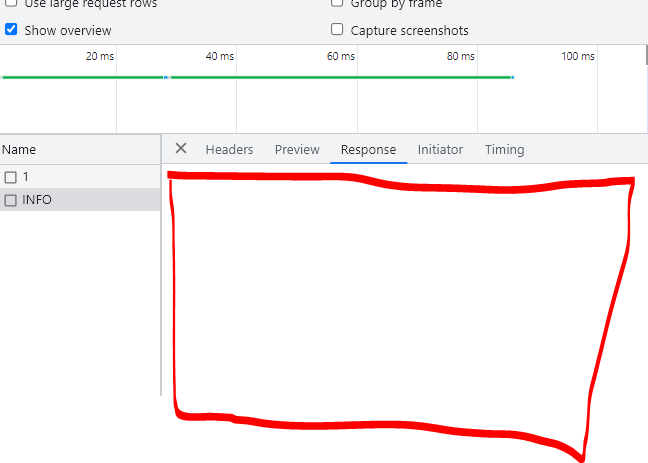 Use large request rows
Group by frame
Show overview
Capture screenshots
20 ms
40 ms
60 ms
80 ms
100 ms
Name
Headers
Preview
Response
Initiator
Timing
1
INFO